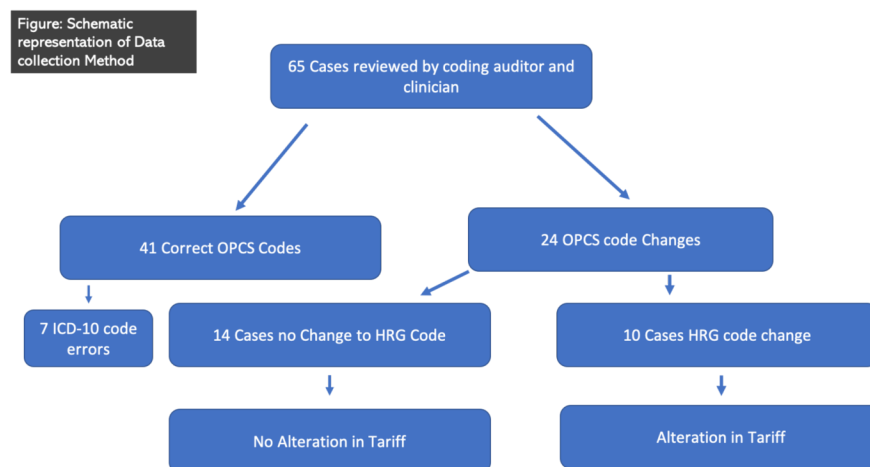 Figure: Schematic
representation of Data
collection Method
65 Cases reviewed by coding auditor and
clinician
41 Correct OPCS Codes
24 OPCS code Changes
7 ICD-10 code
errors
14 Cases no Change to HRG Code
10 Cases HRG code change
No Alteration in Tariff
Alteration in Tariff